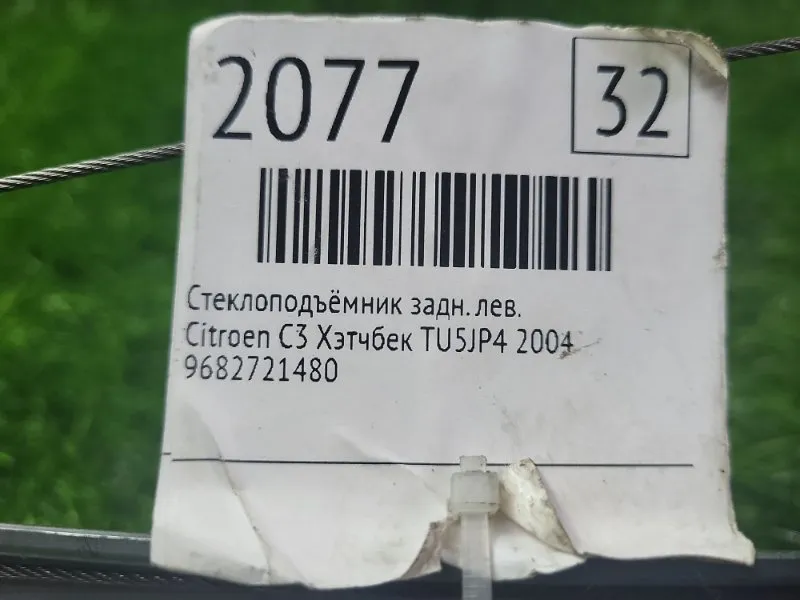 2077
32
Стеклоподъёмник задн. лев.
Citroen C3 Хэтчбек TU5JP4 2004
9682721480